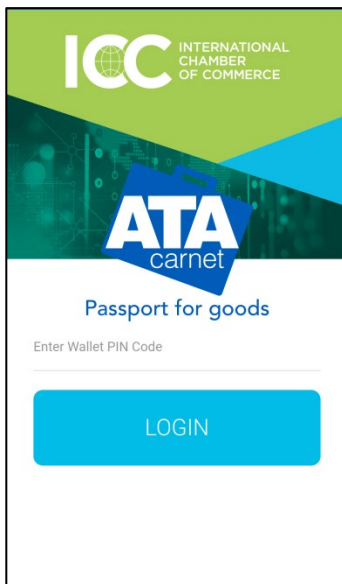 ICC INTERNATIONAL
CHAMBER
OF COMMERCE
ATA
carnet
Passport for goods
Enter Wallet PIN Code
LOGIN